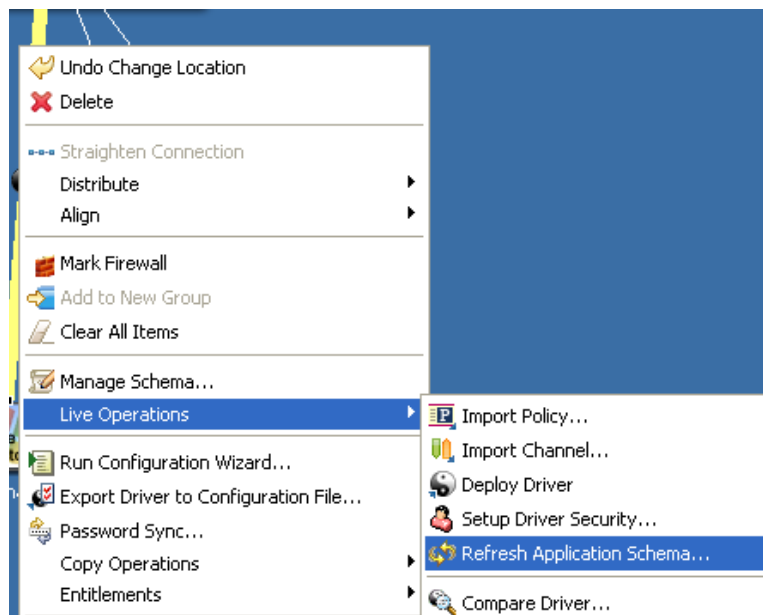 Undo Change Location
Delete
Straighten Connection
Distribute
Align
Mark Firewall
Add to New Group
Clear All Items
Manage Schema...
Live Operations
Run Configuration Wizard...
Export Driver to Configuration File...
Password Sync...
Copy Operations
Entitlements
Import Policy...
Import Channel...
Deploy Driver
Setup Driver Security...
Refresh Application Schema...
Compare Driver...